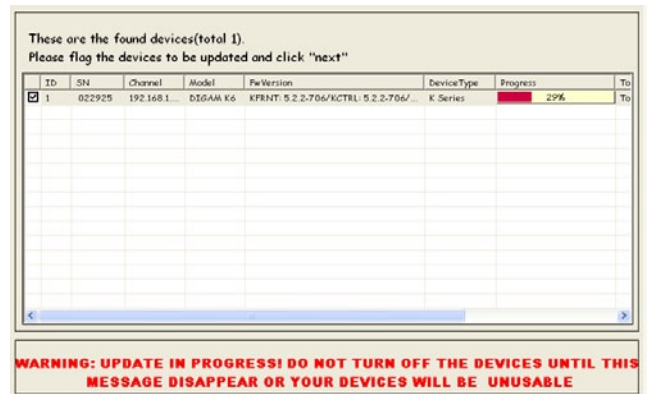 These are the found devices(total 1).
Please flag the devices to be updated and click "next"
ID SN Channel Model FwVersion DeviceType Progress To
1 022925 192.168.1... DIGAM K6 KFRNT: 5.2.2-706/KCTRL: 5.2.2-706/... K Series 29% To
WARNING: UPDATE IN PROGRESS! DO NOT TURN OFF THE DEVICES UNTIL THIS
MESSAGE DISAPPEAR OR YOUR DEVICES WILL BE UNUSABLE